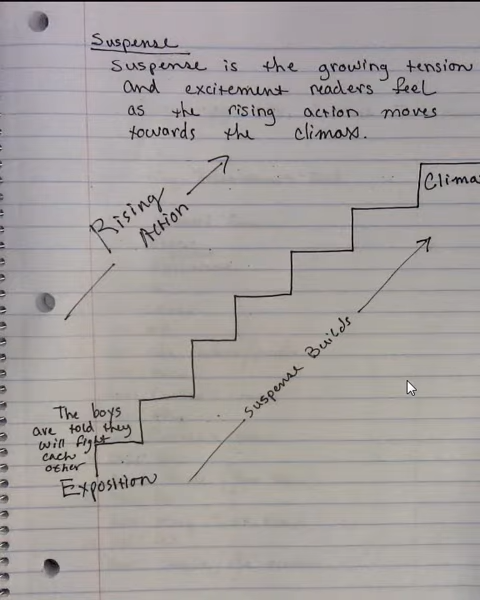 Suspense
Suspense is the growing tension
and excitement readers feel
as the rising action moves
towards the climax.
Rising
Action
Clima
Suspense Builds
The boys
are told they
will fight
each
other
Exposition